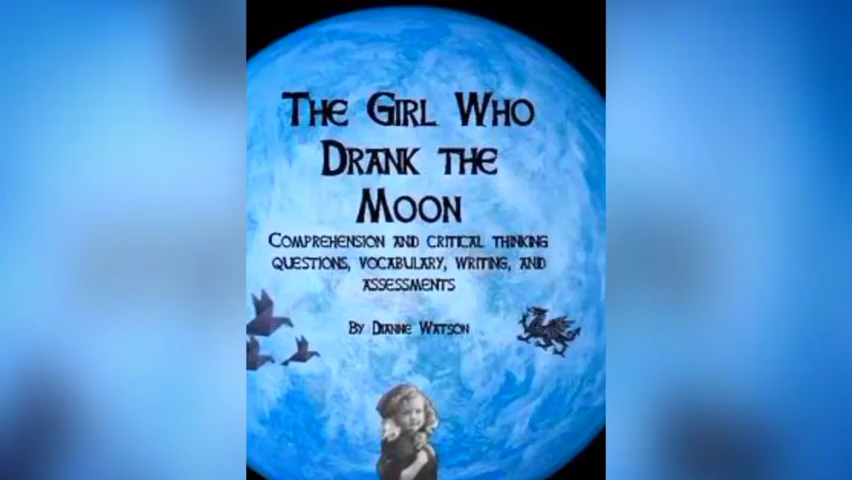 The Girl Who
Drank the
Moon
Comprehension and critical thinking
questions, vocabulary, writing, and
assessments
By Dianne Watson